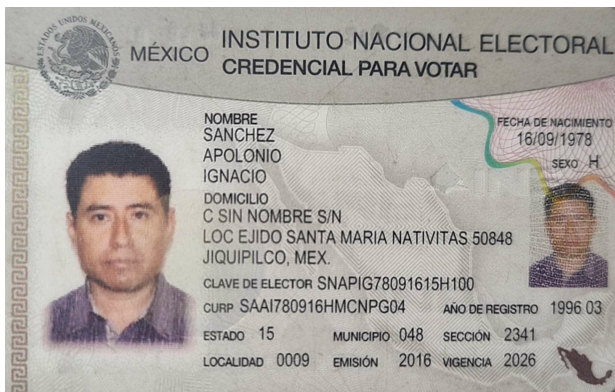 ESTADOS UNIDOS MEXICANOS
MÉXICO INSTITUTO NACIONAL ELECTORAL
CREDENCIAL PARA VOTAR
NOMBRE
SANCHEZ
APOLONIO
IGNACIO
FECHA DE NACIMIENTO
16/09/1978
SEXO H
DOMICILIO
C SIN NOMBRE S/N
LOC EJIDO SANTA MARIA NATIVITAS 50848
JIQUIPILCO, MEX.
CLAVE DE ELECTOR SNAPIG78091615H100
CURP SAAI780916HMCNPG04 AÑO DE REGISTRO 1996 03
ESTADO 15 MUNICIPIO 048 SECCIÓN 2341
LOCALIDAD 0009 EMISIÓN 2016 VIGENCIA 2026